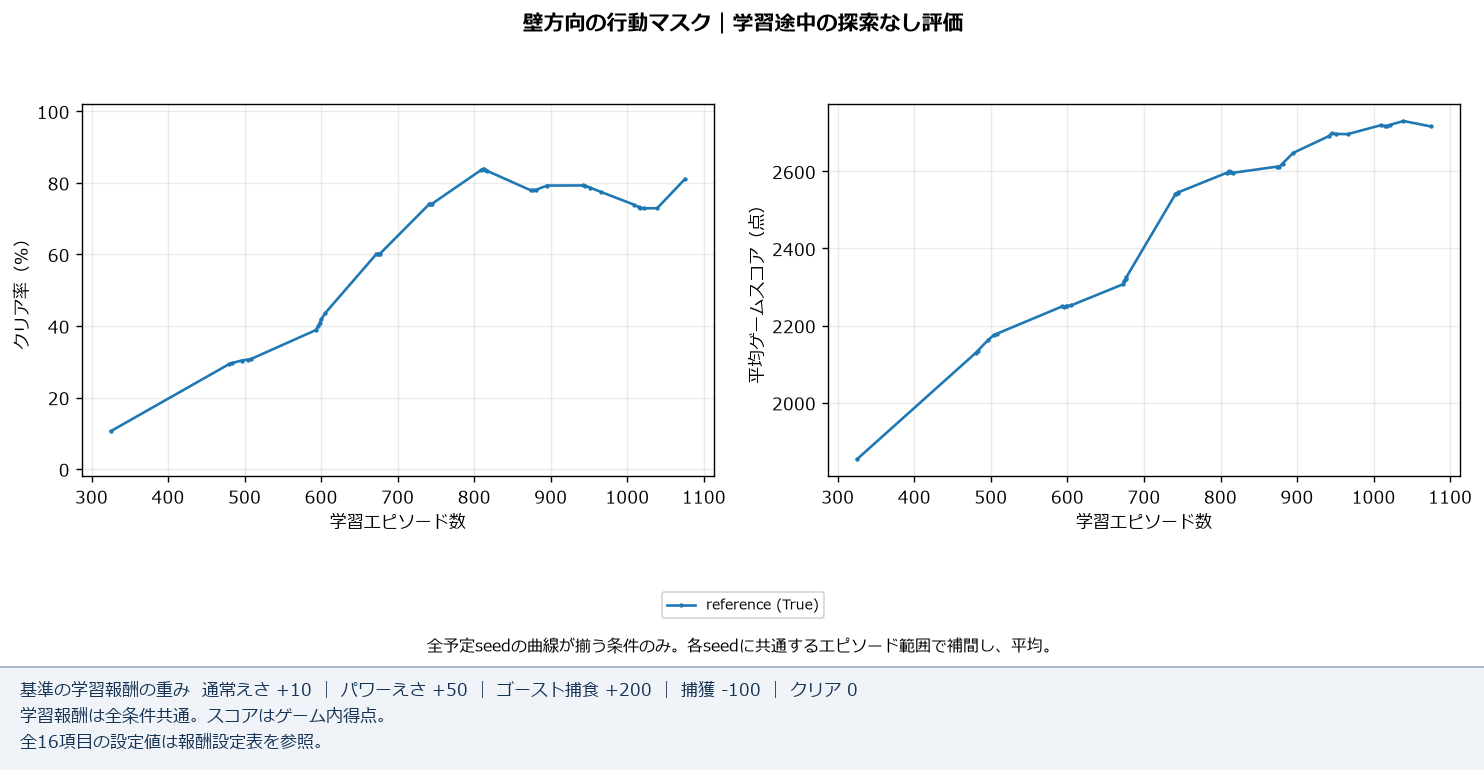 壁方向の行動マスク｜学習途中の探索なし評価
クリア率（%）
100
80
60
40
20
0
300 400 500 600 700 800 900 1000 1100
学習エピソード数
平均ゲームスコア（点）
2600
2400
2200
2000
300 400 500 600 700 800 900 1000 1100
学習エピソード数
reference (True)
全予定seedの曲線が揃う条件のみ。各seedに共通するエピソード範囲で補間し、平均。
基準の学習報酬の重み 通常えさ +10 ｜ パワーえさ +50 ｜ ゴースト捕食 +200 ｜ 捕獲 -100 ｜ クリア 0
学習報酬は全条件共通。スコアはゲーム内得点。
全16項目の設定値は報酬設定表を参照。